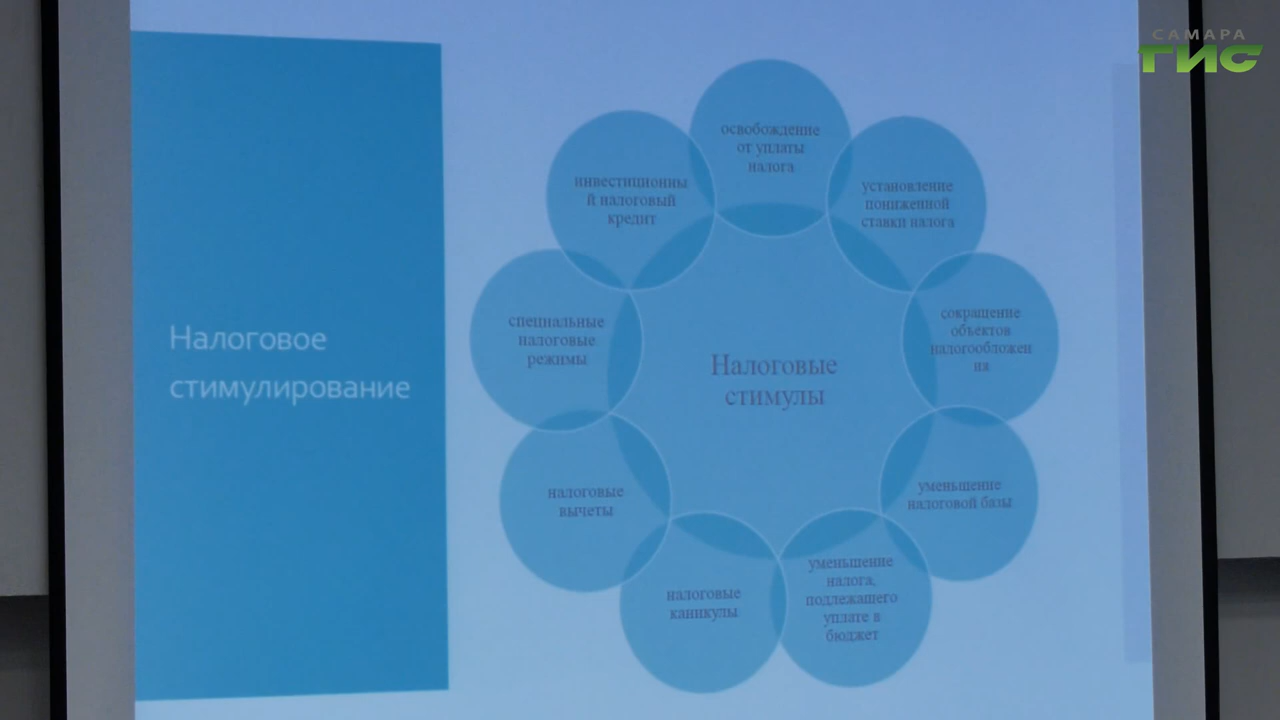 САМАРА
ГИС
Налоговое
стимулирование
освобождение
от уплаты
налога
установление
пониженной
ставки налога
сокращение
объектов
налогообложен
ия
уменьшение
налоговой базы
уменьшение
налога,
подлежащего
уплате в
бюджет
налоговые
каникулы
налоговые
вычеты
специальные
налоговые
режимы
инвестиционны
й налоговый
кредит
Налоговые
стимулы